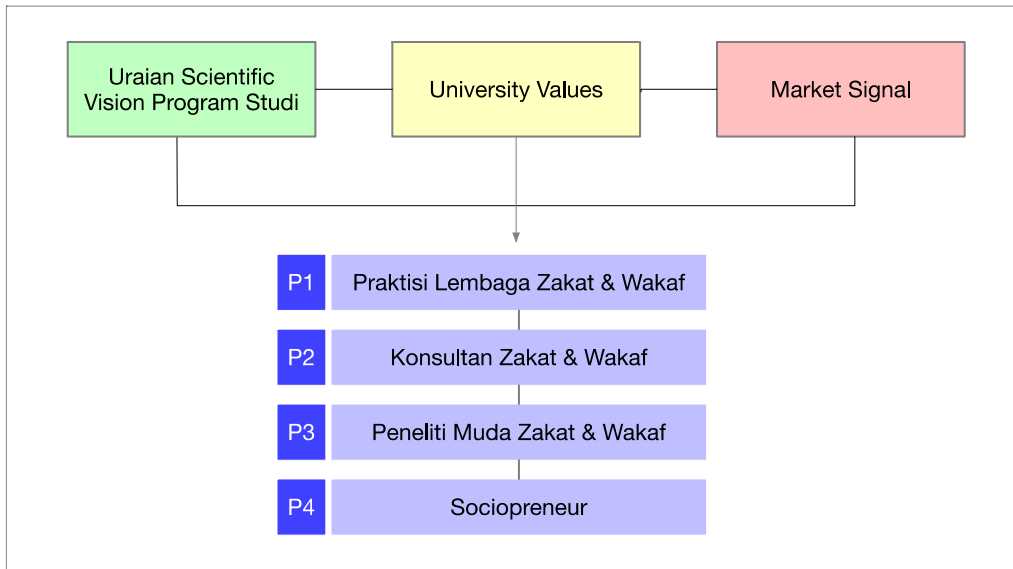 Uraian Scientific
Vision Program Studi
University Values
Market Signal
P1 Praktisi Lembaga Zakat & Wakaf
P2 Konsultan Zakat & Wakaf
P3 Peneliti Muda Zakat & Wakaf
P4 Sociopreneur